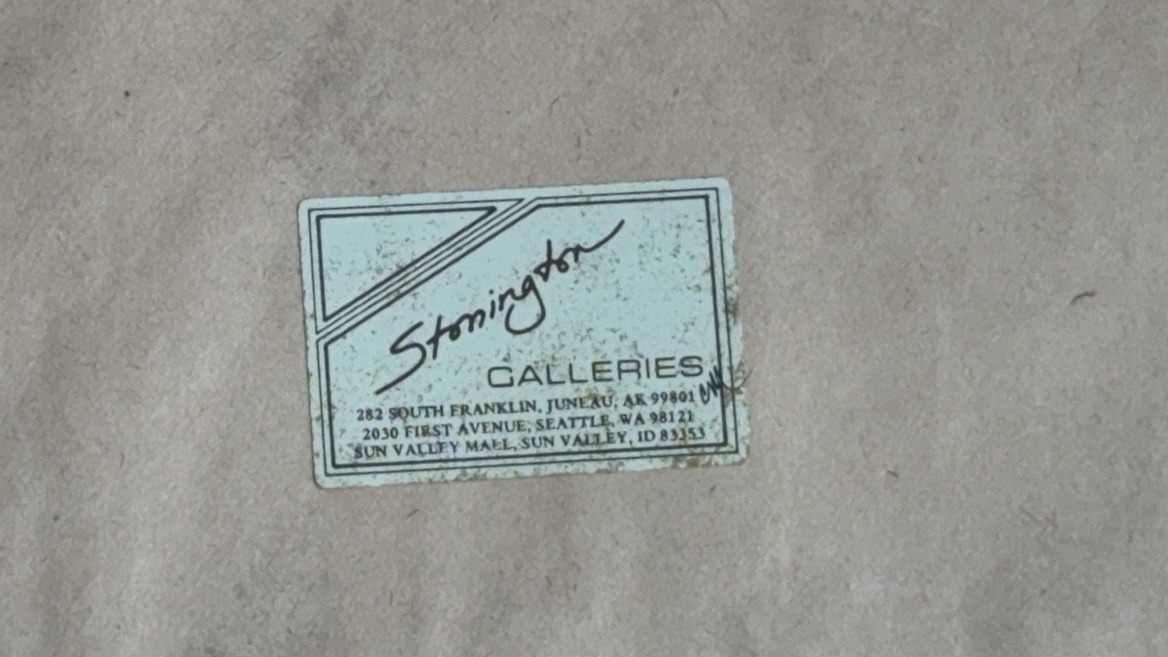 Stonington
GALLERIES
282 SOUTH FRANKLIN, JUNEAU, AK 99801
2030 FIRST AVENUE, SEATTLE, WA 98121
SUN VALLEY MALL, SUN VALLEY, ID 83353